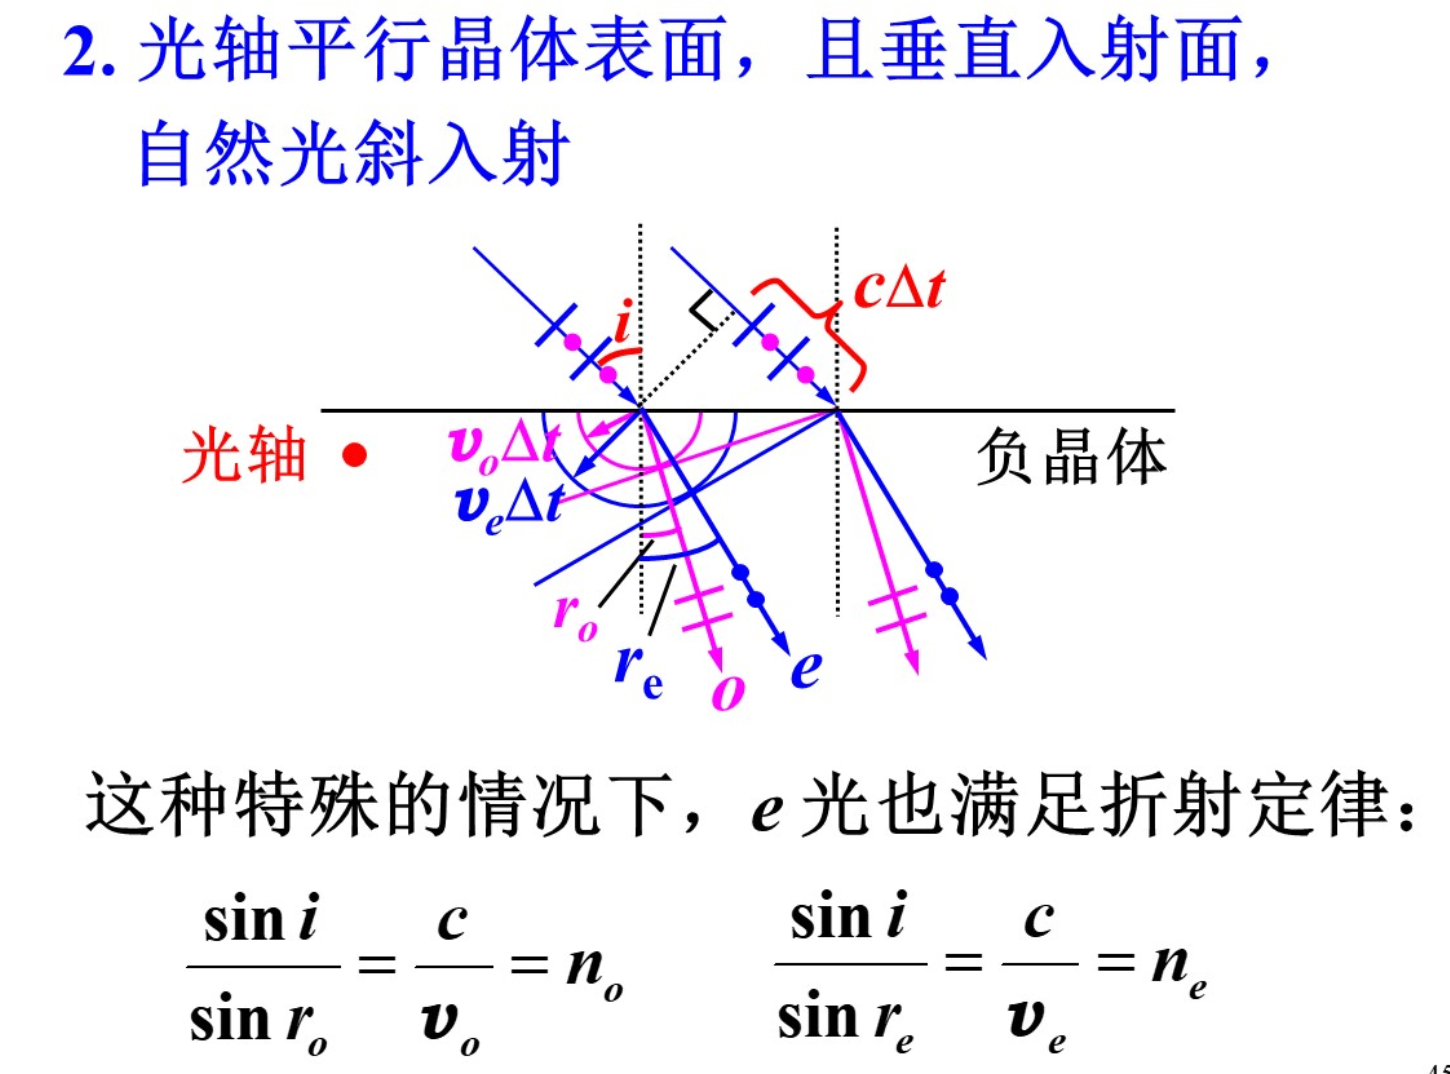 2. 光轴平行晶体表面，且垂直入射面，
自然光斜入射
i
cΔt
光轴
v_oΔt
负晶体
v_eΔt
r_o
r_e
o
e
这种特殊的情况下，e 光也满足折射定律：
sin i / sin r_o = c / v_o = n_o
sin i / sin r_e = c / v_e = n_e